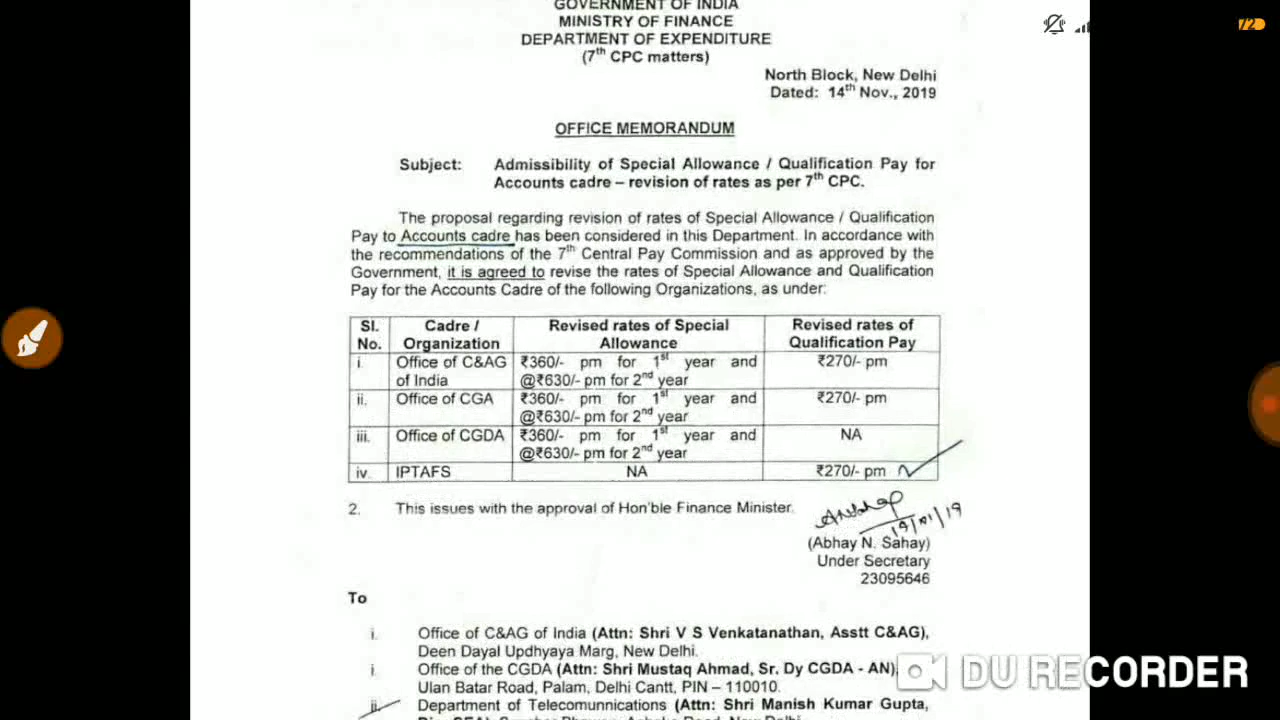 GOVERNMENT OF INDIA
MINISTRY OF FINANCE
DEPARTMENT OF EXPENDITURE
(7th CPC matters)
North Block, New Delhi
Dated: 14th Nov., 2019
OFFICE MEMORANDUM
Subject: Admissibility of Special Allowance / Qualification Pay for
Accounts cadre – revision of rates as per 7th CPC.
The proposal regarding revision of rates of Special Allowance / Qualification
Pay to Accounts cadre has been considered in this Department. In accordance with
the recommendations of the 7th Central Pay Commission and as approved by the
Government, it is agreed to revise the rates of Special Allowance and Qualification
Pay for the Accounts Cadre of the following Organizations, as under:
Sl. No. Cadre / Organization Revised rates of Special Allowance Revised rates of Qualification Pay
i Office of C&AG of India ₹360/- pm for 1st year and @₹630/- pm for 2nd year ₹270/- pm
ii. Office of CGA ₹360/- pm for 1st year and @₹630/- pm for 2nd year ₹270/- pm
iii. Office of CGDA ₹360/- pm for 1st year and @₹630/- pm for 2nd year NA
iv. IPTAFS NA ₹270/- pm
2. This issues with the approval of Hon'ble Finance Minister.
(Abhay N. Sahay)
Under Secretary
23095646
To
i. Office of C&AG of India (Attn: Shri V S Venkatanathan, Asstt C&AG),
Deen Dayal Updhyaya Marg, New Delhi.
i Office of the CGDA (Attn: Shri Mustaq Ahmad, Sr. Dy CGDA - AN),
Ulan Batar Road, Palam, Delhi Cantt, PIN – 110010.
ii. Department of Telecomunnications (Attn: Shri Manish Kumar Gupta,
New Delhi
DU RECORDER
72